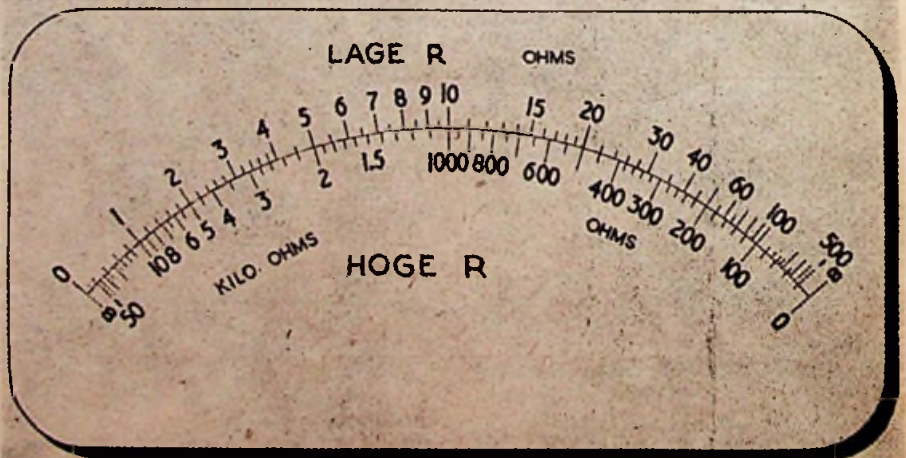 LAGE R OHMS
0 1 2 3 4 5 6 7 8 9 10 15 20 30 40 60 100 500 ∞
∞ 50 10 8 6 5 4 3 2 1.5 1000 800 600 400 300 200 100 0
KILO. OHMS OHMS
HOGE R